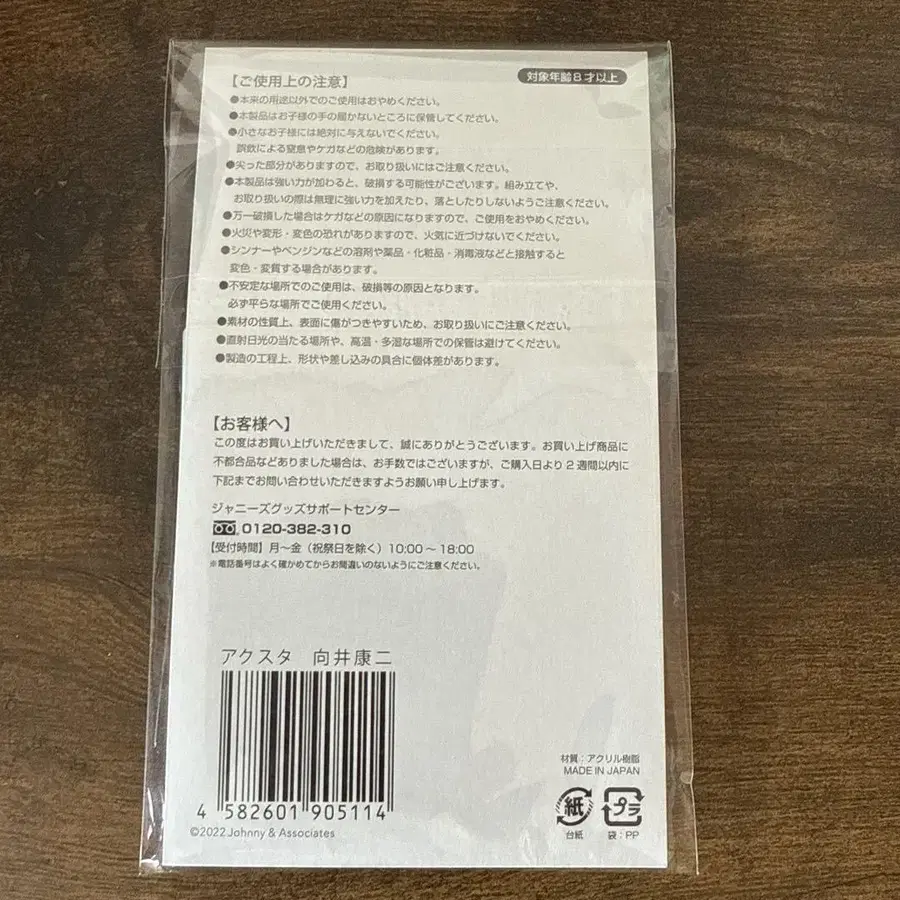 【ご使用上の注意】
対象年齢8才以上
●本来の用途以外でのご使用はおやめください。
●本製品はお子様の手の届かないところに保管してください。
●小さなお子様には絶対に与えないでください。
誤飲による窒息やケガなどの危険があります。
●尖った部分がありますので、お取り扱いにはご注意ください。
●本製品は強い力が加わると、破損する可能性がございます。組み立てや、
お取り扱いの際は無理に強い力を加えたり、落としたりしないようご注意ください。
●万一破損した場合はケガなどの原因になりますので、ご使用をおやめください。
●火災や変形・変色の恐れがありますので、火気に近づけないでください。
●シンナーやベンジンなどの溶剤や薬品・化粧品・消毒液などと接触すると
変色・変質する場合があります。
●不安定な場所でのご使用は、破損等の原因となります。
必ず平らな場所でご使用ください。
●素材の性質上、表面に傷がつきやすいため、お取り扱いにご注意ください。
●直射日光の当たる場所や、高温・多湿な場所での保管は避けてください。
●製造の工程上、形状や差し込みの具合に個体差があります。
【お客様へ】
この度はお買い上げいただきまして、誠にありがとうございます。お買い上げ商品に
不都合品などありました場合は、お手数ではございますが、ご購入日より2週間以内に
下記までお問い合わせいただきますようお願い申し上げます。
ジャニーズグッズサポートセンター
0120-382-310
【受付時間】月～金（祝祭日を除く）10:00～18:00
※電話番号はよく確かめてからお間違いのないようにご注意ください。
アクスタ 向井康二
4 582601 905114
©2022 Johnny & Associates
材質：アクリル樹脂
MADE IN JAPAN
紙
プラ
台紙
袋：PP